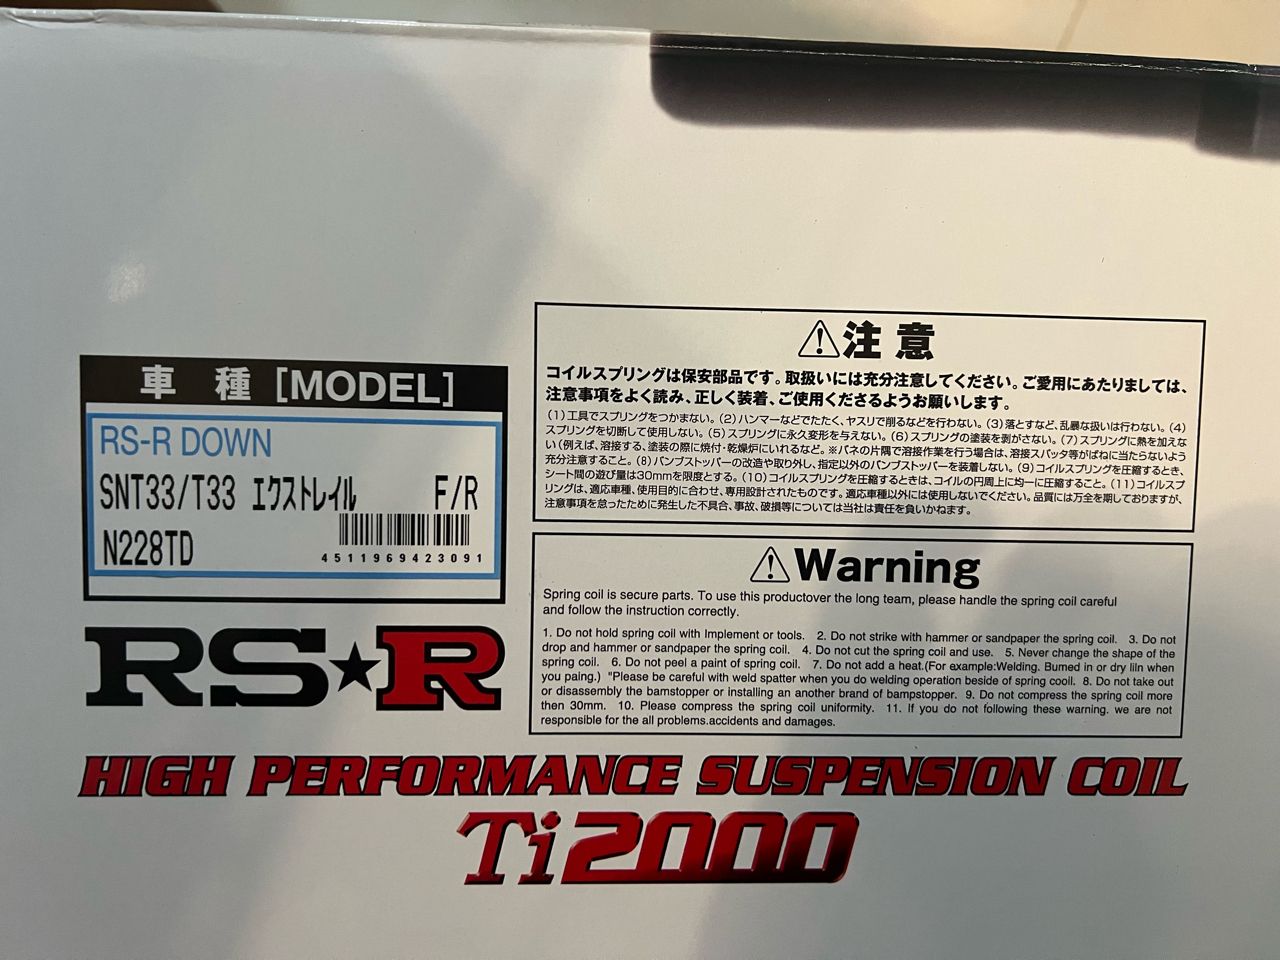 車種 [MODEL]
RS-R DOWN
SNT33/T33 エクストレイル F/R
N228TD
4511969423091
RS★R
⚠注意
コイルスプリングは保安部品です。取扱いには充分注意してください。ご愛用にあたりましては、
注意事項をよく読み、正しく装着、ご使用くださるようお願いします。
(1)工具でスプリングをつかまない。(2)ハンマーなどでたたく、ヤスリで削るなどを行わない。(3)落とすなど、乱暴な扱いは行わない。(4)
スプリングを切断して使用しない。(5)スプリングに永久変形を与えない。(6)スプリングの塗装を剥がさない。(7)スプリングに熱を加えな
い(例えば、溶接する、塗装の際に焼付・乾燥炉にいれるなど。※バネの片隅で溶接作業を行う場合は、溶接スパッタ等がばねに当たらないよう
充分注意すること。(8)バンプストッパーの改造や取り外し、指定以外のバンプストッパーを装着しない。(9)コイルスプリングを圧縮するとき、
シート間の遊び量は30mmを限度とする。(10)コイルスプリングを圧縮するときは、コイルの円周上に均一に圧縮すること。(11)コイルスプ
リングは、適応車種、使用目的に合わせ、専用設計されたものです。適応車種以外には使用しないでください。品質には万全を期しておりますが、
注意事項を怠ったために発生した不具合、事故、破損等については当社は責任を負いかねます。
⚠Warning
Spring coil is secure parts. To use this productover the long team, please handle the spring coil careful
and follow the instruction correctly.
1. Do not hold spring coil with Implement or tools. 2. Do not strike with hammer or sandpaper the spring coil. 3. Do not
drop and hammer or sandpaper the spring coil. 4. Do not cut the spring coil and use. 5. Never change the shape of the
spring coil. 6. Do not peel a paint of spring coil. 7. Do not add a heat.(For example:Welding. Bumed in or dry liln when
you paing.) "Please be careful with weld spatter when you do welding operation beside of spring cooil. 8. Do not take out
or disassembly the bamstopper or installing an another brand of bampstopper. 9. Do not compress the spring coil more
then 30mm. 10. Please compress the spring coil uniformity. 11. If you do not following these warning. we are not
responsible for the all problems.accidents and damages.
HIGH PERFORMANCE SUSPENSION COIL
Ti2000